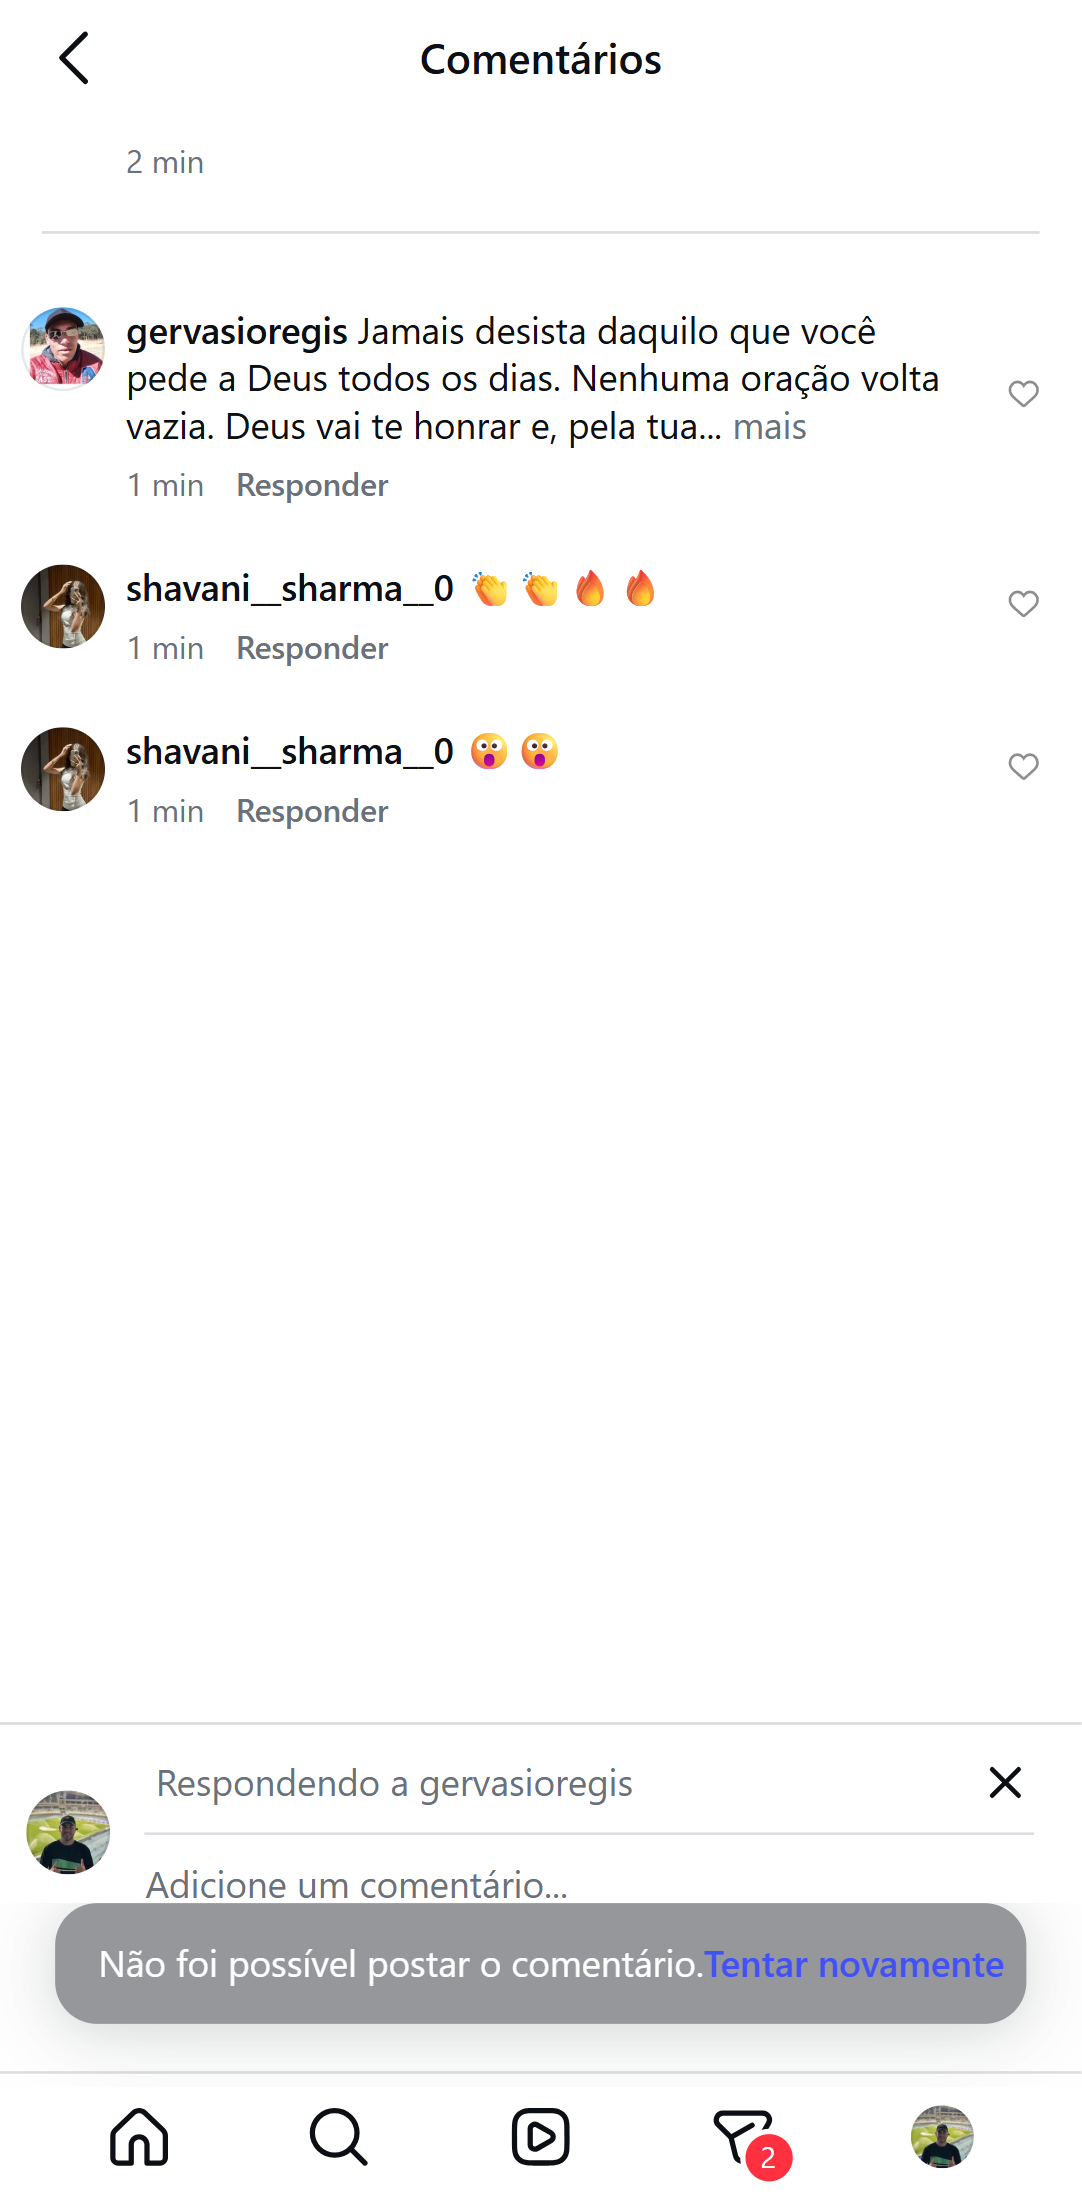 Comentários
2 min
gervasioregis Jamais desista daquilo que você
pede a Deus todos os dias. Nenhuma oração volta
vazia. Deus vai te honrar e, pela tua... mais
1 min Responder
shavani__sharma__0 👏👏🔥🔥
1 min Responder
shavani__sharma__0 😲😲
1 min Responder
Respondendo a gervasioregis
Adicione um comentário...
Não foi possível postar o comentário.Tentar novamente
2